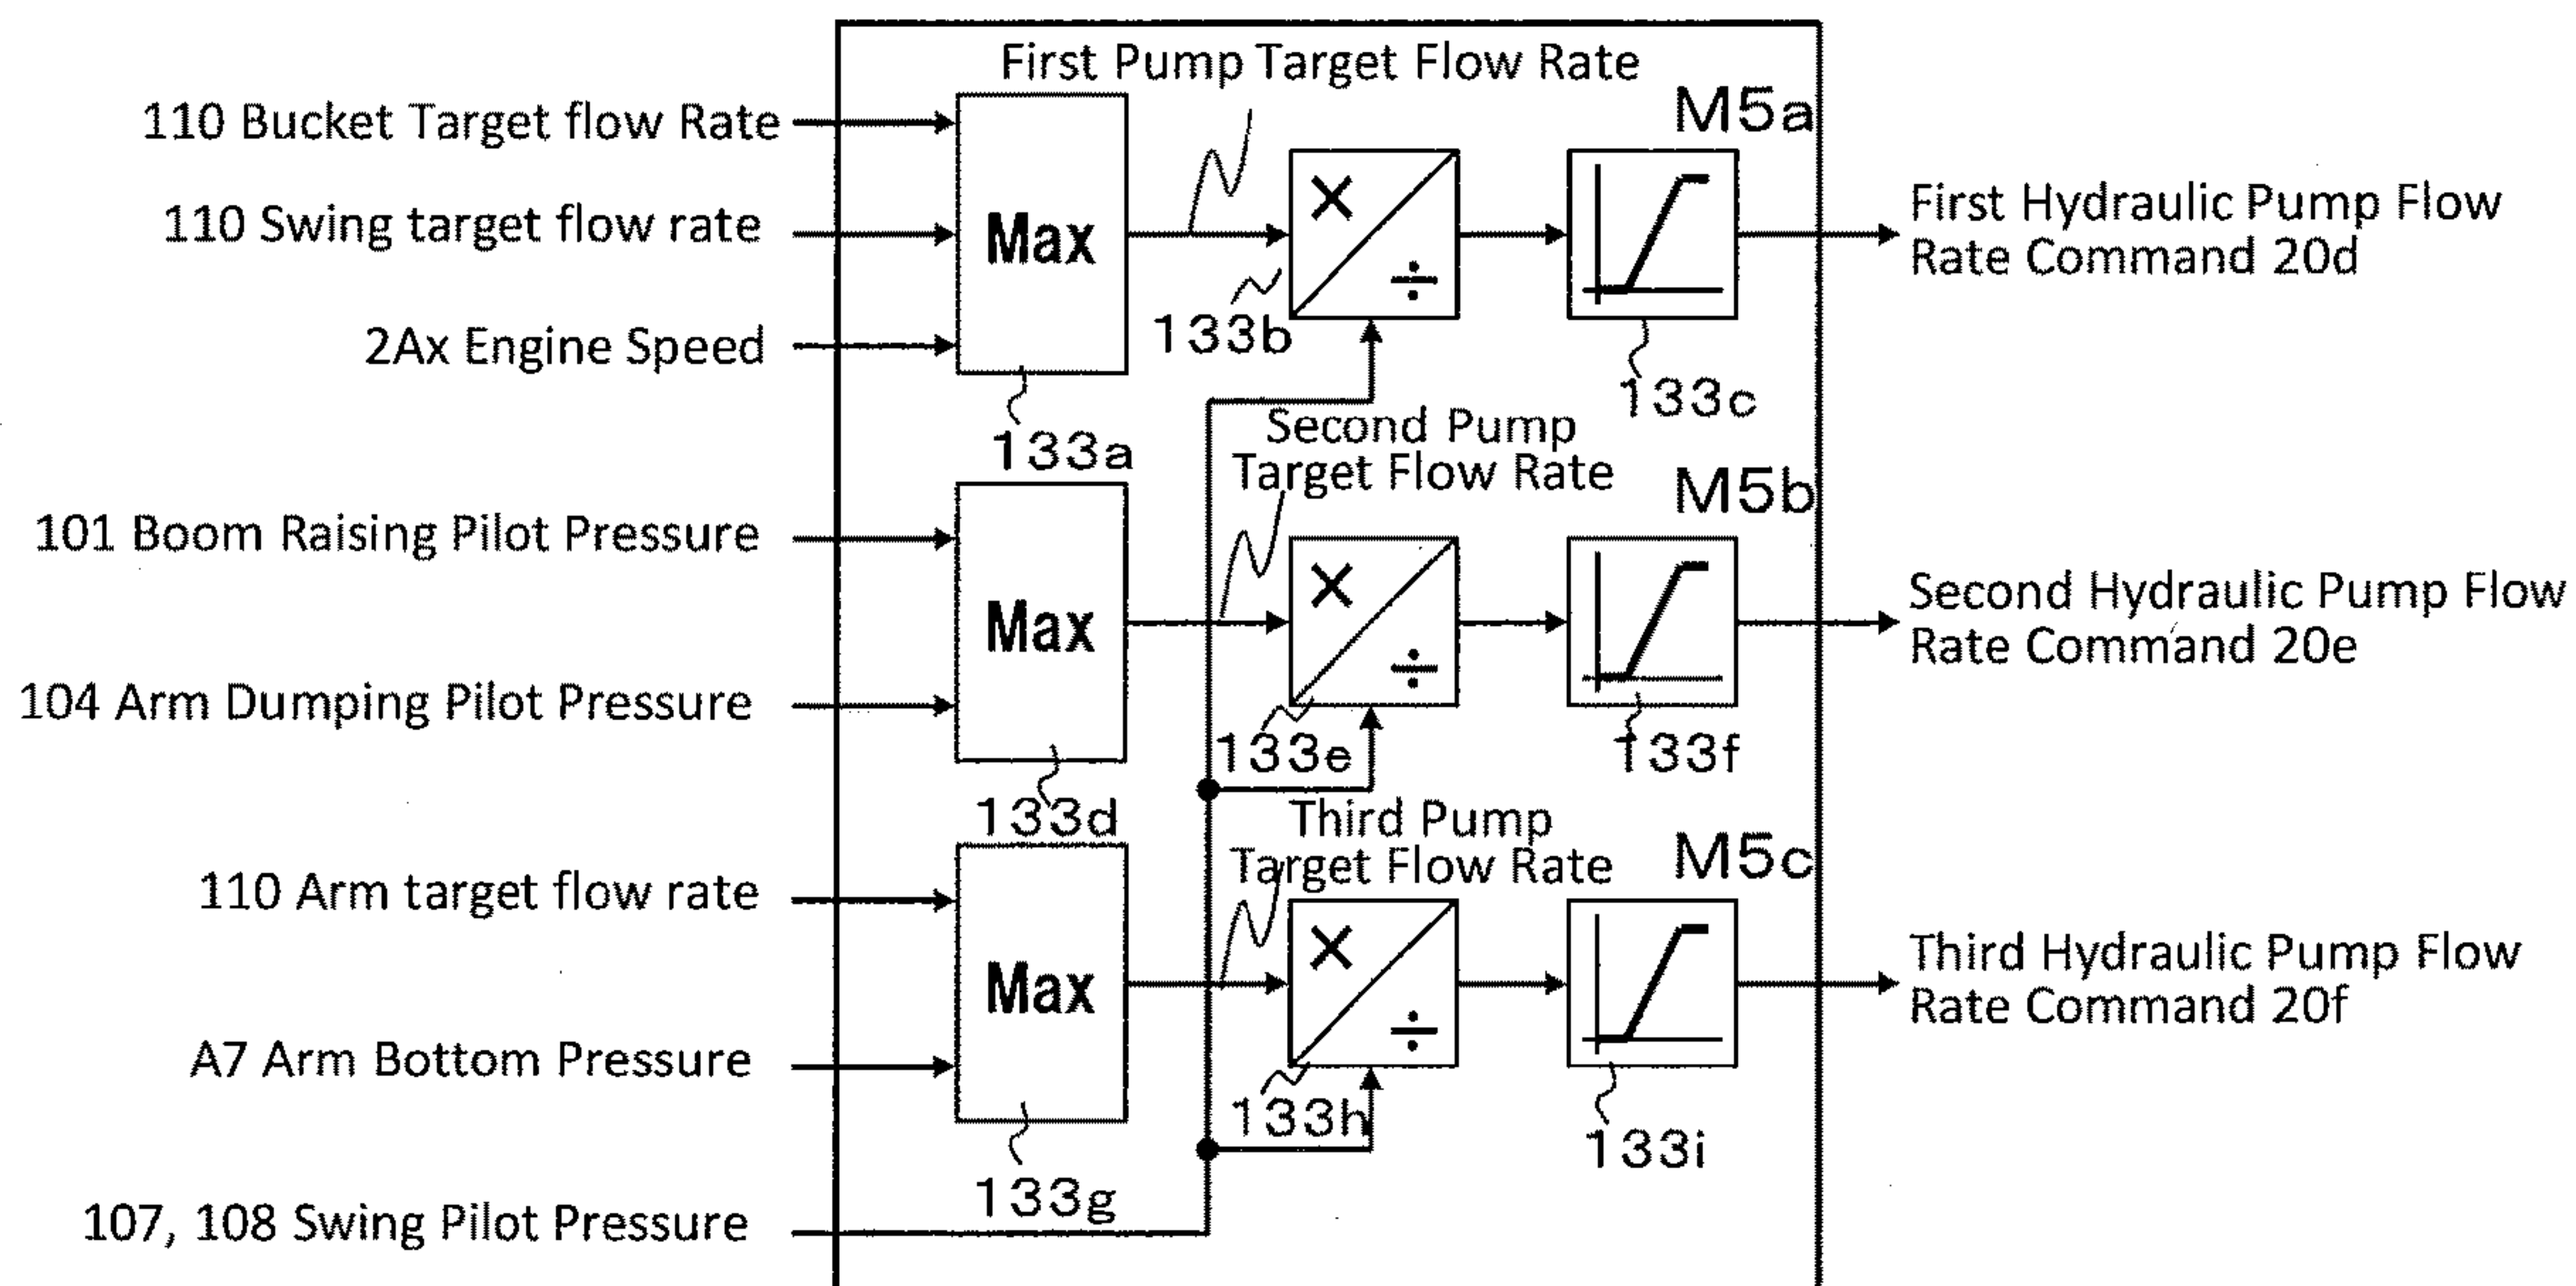 First Pump Target Flow Rate
M5a
110 Bucket Target flow Rate
110 Swing target flow rate
2Ax Engine Speed
Max
×
÷
133a
133b
133c
First Hydraulic Pump Flow
Rate Command 20d
Second Pump
Target Flow Rate
M5b
101 Boom Raising Pilot Pressure
104 Arm Dumping Pilot Pressure
Max
×
÷
133d
133e
133f
Second Hydraulic Pump Flow
Rate Command 20e
Third Pump
Target Flow Rate
M5c
110 Arm target flow rate
A7 Arm Bottom Pressure
Max
×
÷
133g
133h
133i
Third Hydraulic Pump Flow
Rate Command 20f
107, 108 Swing Pilot Pressure